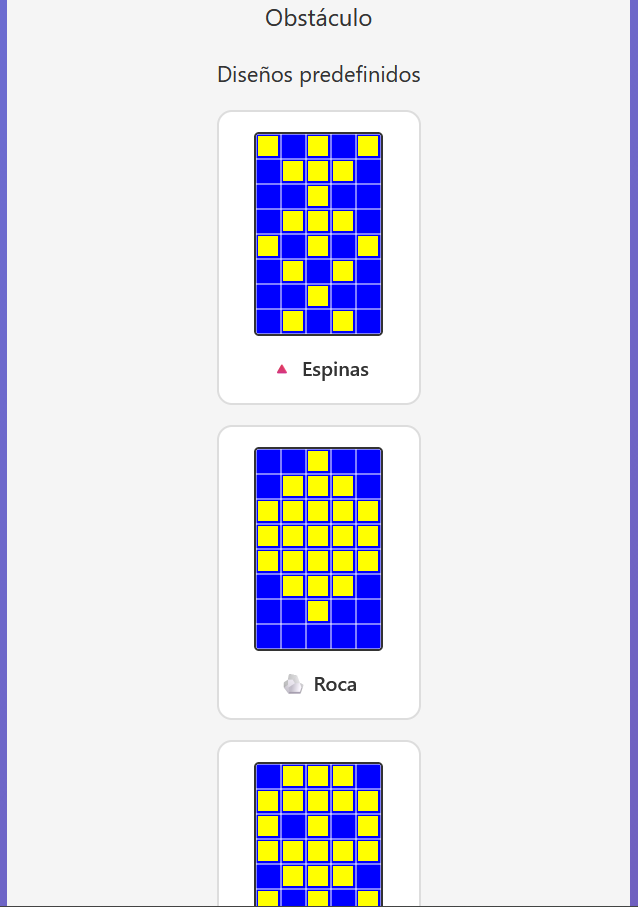 Obstáculo
Diseños predefinidos
Espinas
Roca